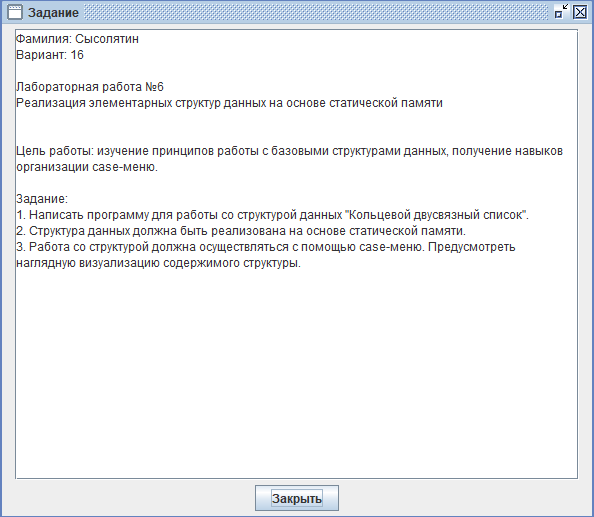 Задание
Фамилия: Сысолятин
Вариант: 16
Лабораторная работа №6
Реализация элементарных структур данных на основе статической памяти
Цель работы: изучение принципов работы с базовыми структурами данных, получение навыков
организации case-меню.
Задание:
1. Написать программу для работы со структурой данных "Кольцевой двусвязный список".
2. Структура данных должна быть реализована на основе статической памяти.
3. Работа со структурой должна осуществляться с помощью case-меню. Предусмотреть
наглядную визуализацию содержимого структуры.
Закрыть